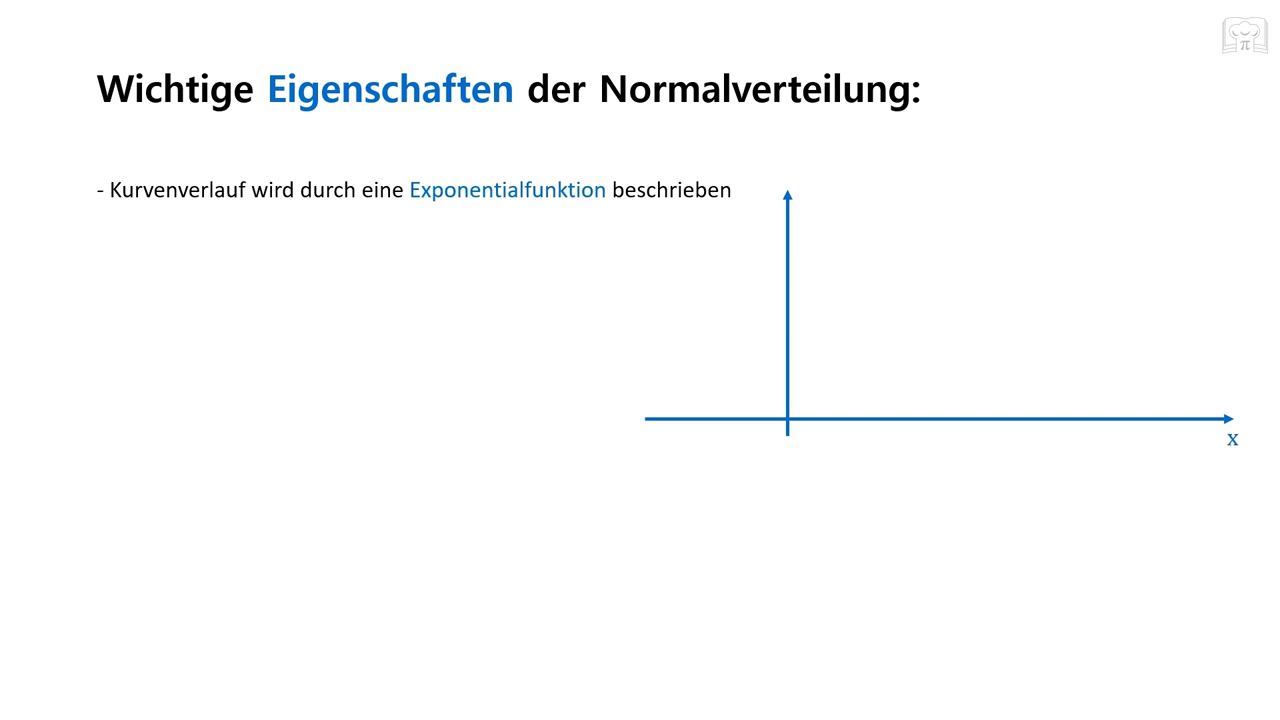 Wichtige Eigenschaften der Normalverteilung:
- Kurvenverlauf wird durch eine Exponentialfunktion beschrieben
x
π